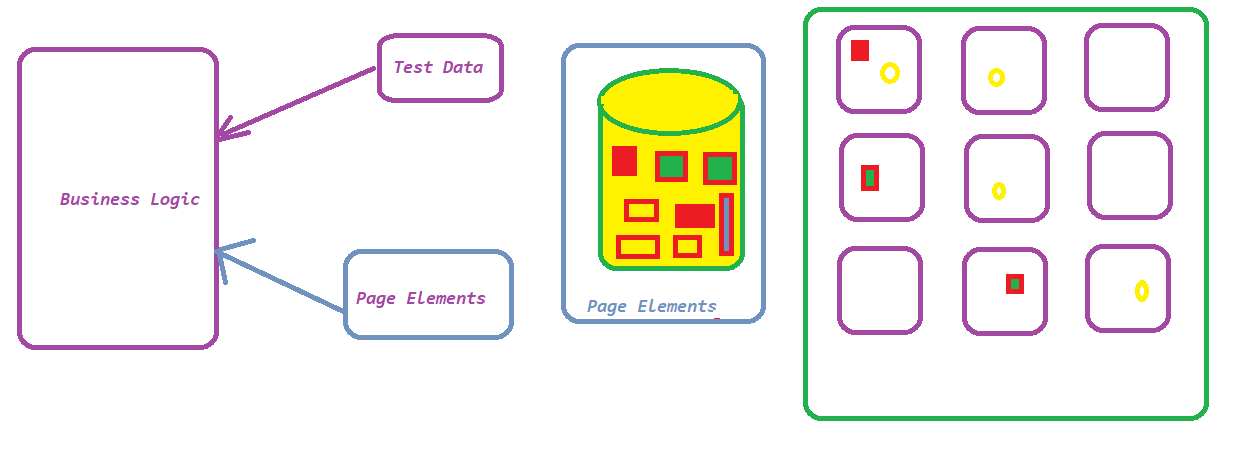 Test Data
Business Logic
Page Elements
Page Elements